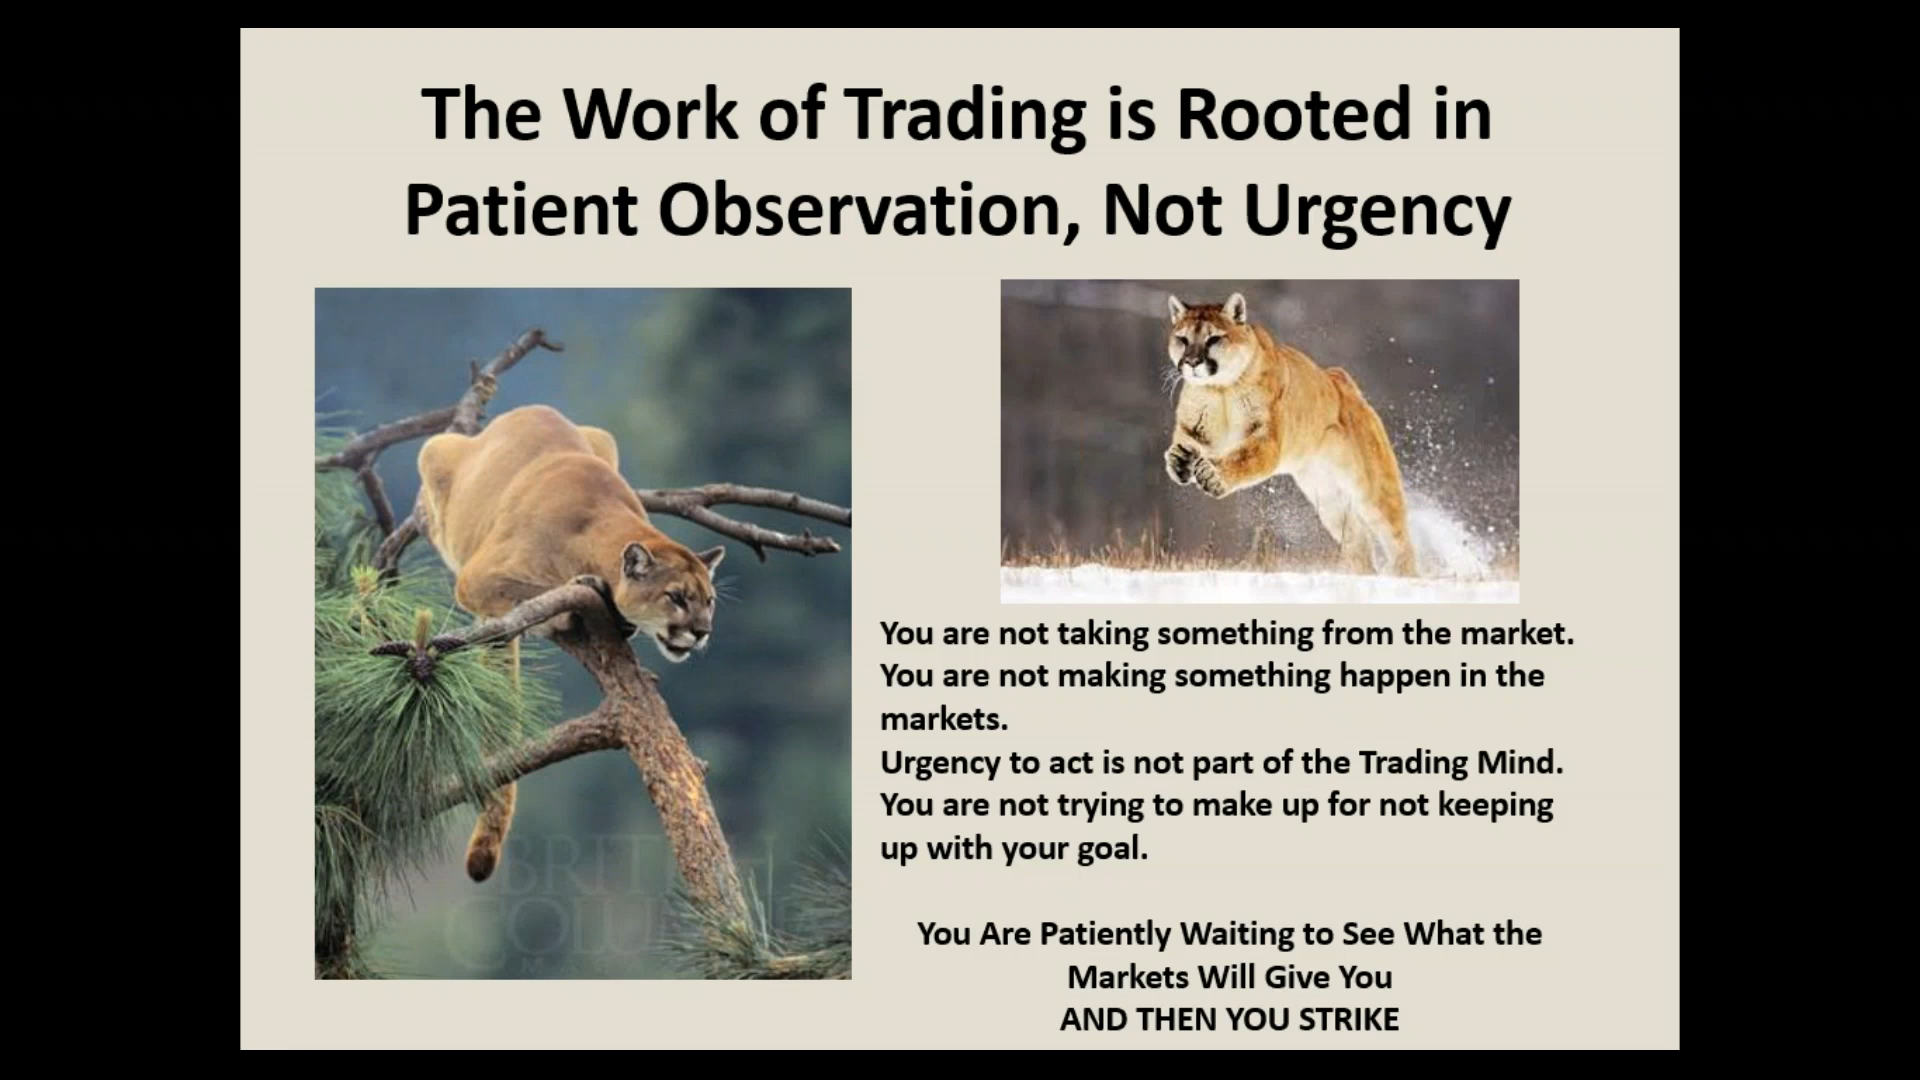 The Work of Trading is Rooted in
Patient Observation, Not Urgency
You are not taking something from the market.
You are not making something happen in the
markets.
Urgency to act is not part of the Trading Mind.
You are not trying to make up for not keeping
up with your goal.
You Are Patiently Waiting to See What the
Markets Will Give You
AND THEN YOU STRIKE